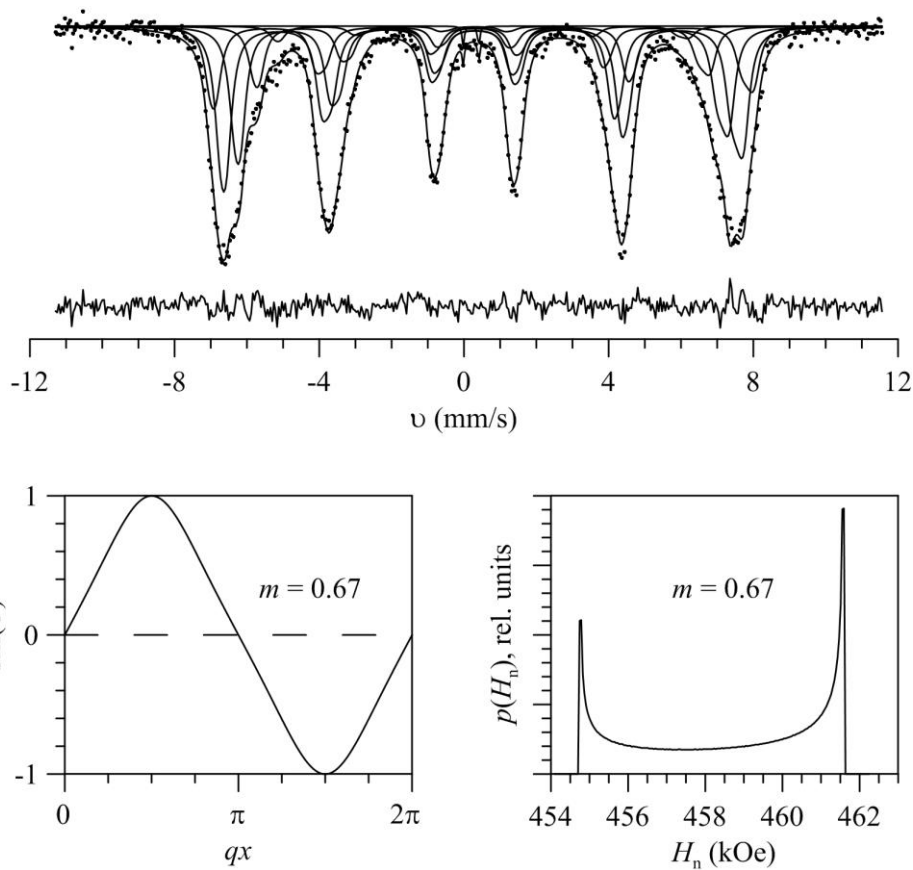 -12 -8 -4 0 4 8 12
υ (mm/s)
1
0
-1
m = 0.67
0 π 2π
qx
p(Hn), rel. units
m = 0.67
454 456 458 460 462
Hn (kOe)